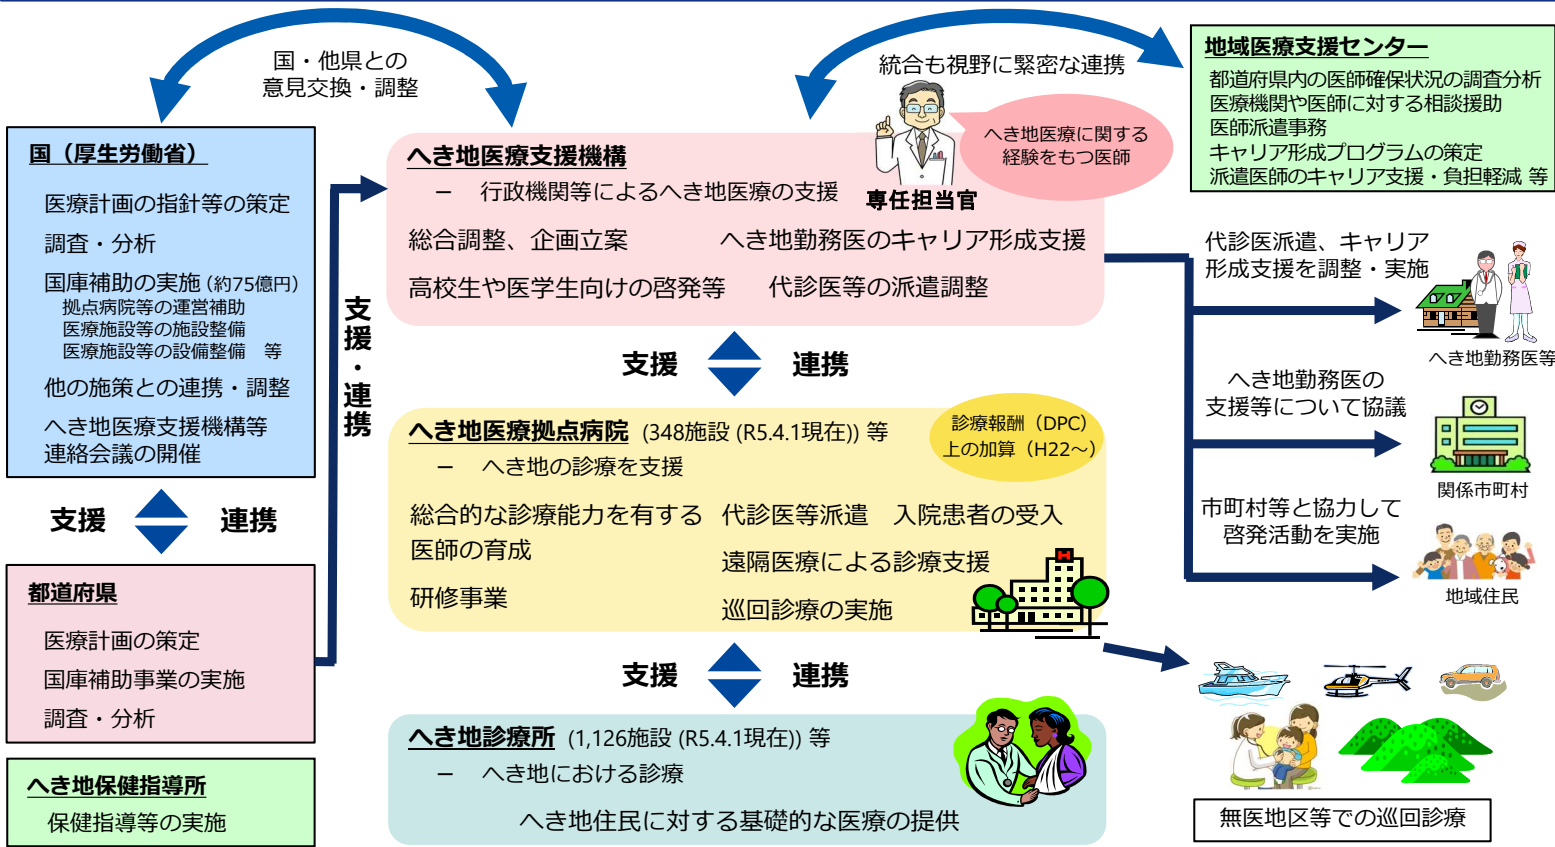 国・他県との
意見交換・調整
統合も視野に緊密な連携
地域医療支援センター
都道府県内の医師確保状況の調査分析
医療機関や医師に対する相談援助
医師派遣事務
キャリア形成プログラムの策定
派遣医師のキャリア支援・負担軽減 等
国（厚生労働省）
医療計画の指針等の策定
調査・分析
国庫補助の実施 (約75億円)
拠点病院等の運営補助
医療施設等の施設整備
医療施設等の設備整備　等
他の施策との連携・調整
へき地医療支援機構等
連絡会議の開催
支援
連携
都道府県
医療計画の策定
国庫補助事業の実施
調査・分析
へき地保健指導所
保健指導等の実施
支援・連携
へき地医療支援機構
－ 行政機関等によるへき地医療の支援
専任担当官
へき地医療に関する
経験をもつ医師
総合調整、企画立案
へき地勤務医のキャリア形成支援
高校生や医学生向けの啓発等
代診医等の派遣調整
支援
連携
へき地医療拠点病院 (348施設 (R5.4.1現在)) 等
－ へき地の診療を支援
診療報酬（DPC）
上の加算（H22～）
総合的な診療能力を有する
医師の育成
研修事業
代診医等派遣 入院患者の受入
遠隔医療による診療支援
巡回診療の実施
H
支援
連携
へき地診療所 (1,126施設 (R5.4.1現在)) 等
－ へき地における診療
へき地住民に対する基礎的な医療の提供
代診医派遣、キャリア
形成支援を調整・実施
へき地勤務医等
へき地勤務医の
支援等について協議
関係市町村
市町村等と協力して
啓発活動を実施
地域住民
無医地区等での巡回診療